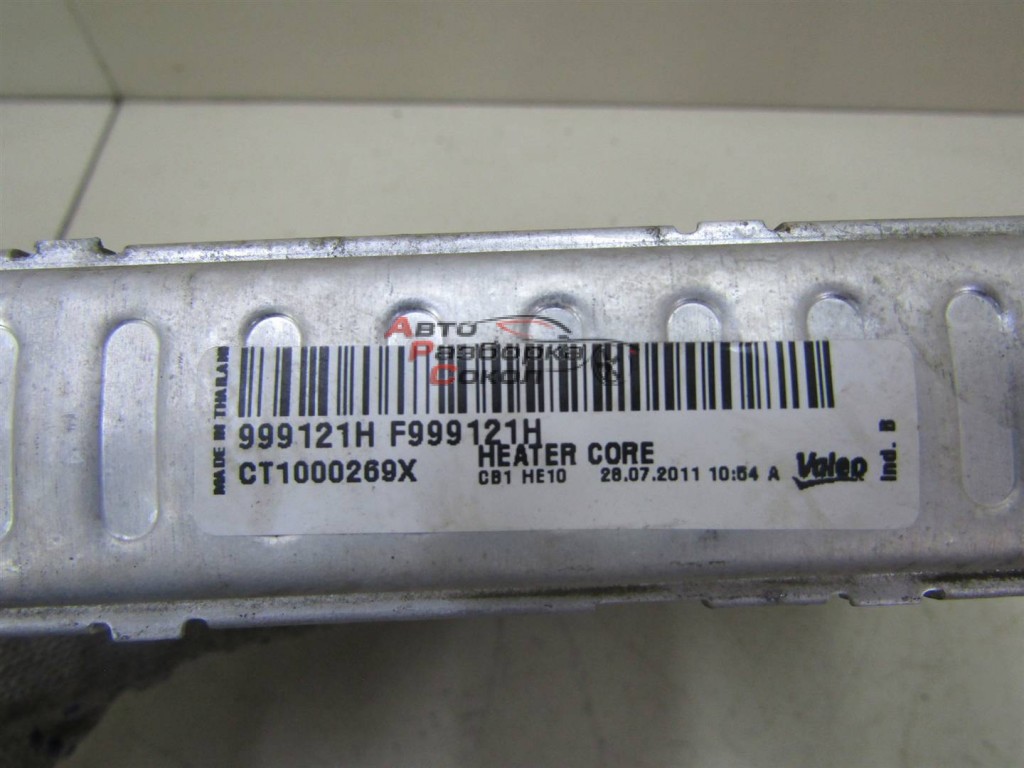 Авто
Разборка
Сокол
MADE IN THAILAND
999121H F999121H
HEATER CORE
CT1000269X
CB1 HE10 28.07.2011 10:54 A
Valeo
Ind. B